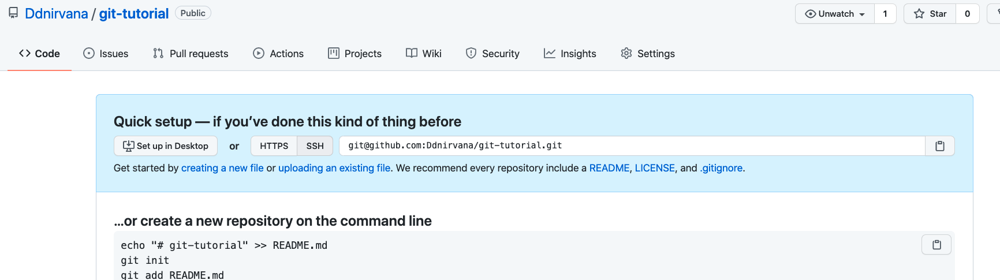 Ddnirvana / git-tutorial Public Unwatch 1 Star 0
Code Issues Pull requests Actions Projects Wiki Security Insights Settings
Quick setup — if you’ve done this kind of thing before
Set up in Desktop or HTTPS SSH git@github.com:Ddnirvana/git-tutorial.git
Get started by creating a new file or uploading an existing file. We recommend every repository include a README, LICENSE, and .gitignore.
…or create a new repository on the command line
echo "# git-tutorial" >> README.md
git init
git add README.md